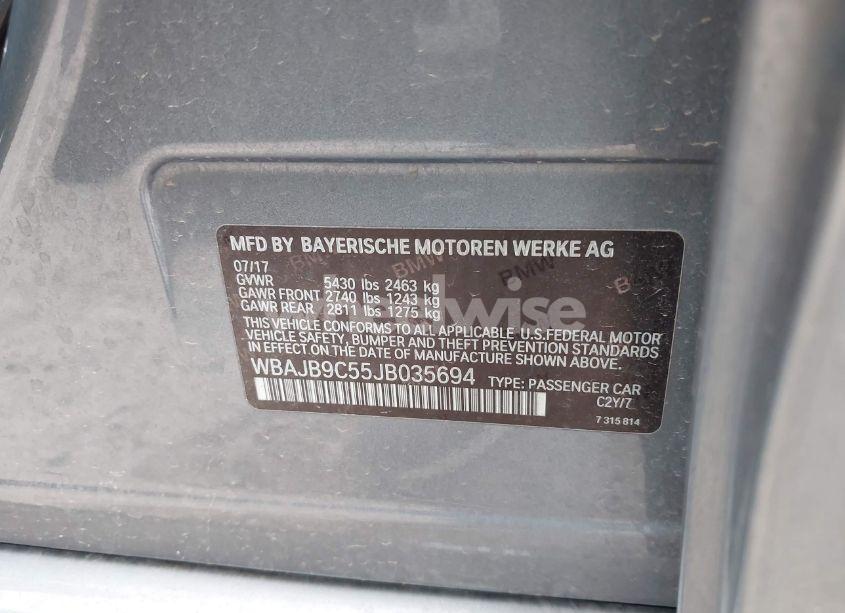 MFD BY BAYERISCHE MOTOREN WERKE AG
07/17
GVWR 5430 lbs 2463 kg
GAWR FRONT 2740 lbs 1243 kg
GAWR REAR 2811 lbs 1275 kg
THIS VEHICLE CONFORMS TO ALL APPLICABLE U.S.FEDERAL MOTOR
VEHICLE SAFETY, BUMPER AND THEFT PREVENTION STANDARDS
IN EFFECT ON THE DATE OF MANUFACTURE SHOWN ABOVE.
WBAJB9C55JB035694 TYPE: PASSENGER CAR
C2Y/7
7 315 814
BMW
BMW
BMW